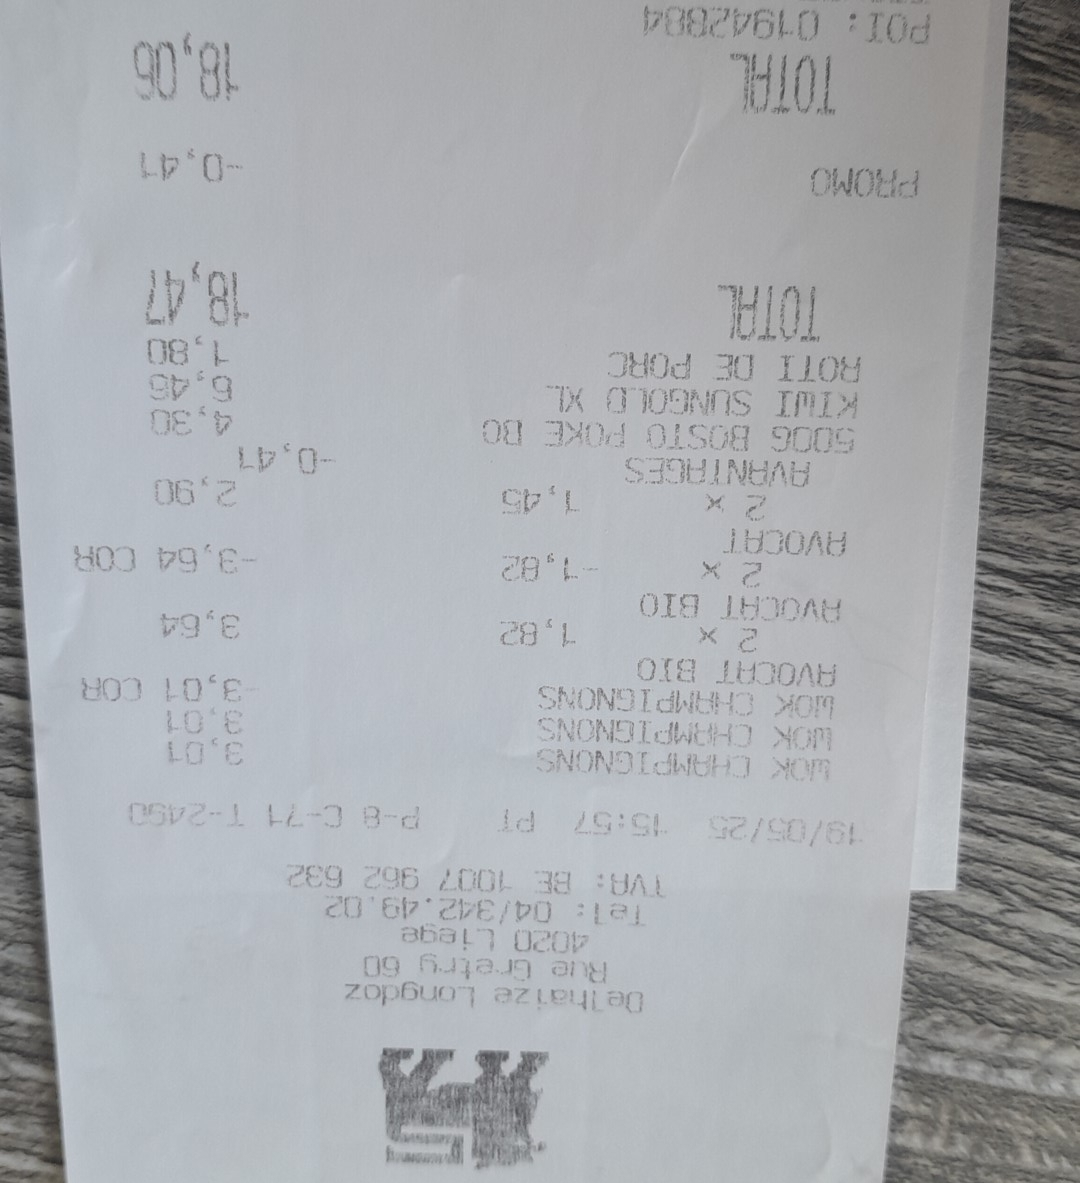 Delhaize Longdoz
Rue Gretry 60
4020 Liege
Tel: 04/342.49.02
TVA: BE 1007 962 632
19/05/25 15:57 PT P-8 C-71 T-2490
WOK CHAMPIGNONS 3,01
WOK CHAMPIGNONS 3,01
WOK CHAMPIGNONS -3,01 COR
AVOCAT BIO
2 x 1,82 3,64
AVOCAT BIO
2 x -1,82 -3,64 COR
AVOCAT
2 x 1,45 2,90
AVANTAGES -0,41
500G BOSTO POKE BO 4,30
KIWI SUNGOLD XL 6,46
ROTI DE PORC 1,80
TOTAL 18,47
PROMO -0,41
TOTAL 18,06
POI: 01942884